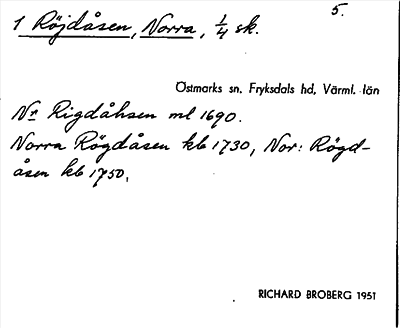 5.
1 Röjdåsen, Norra, 1/4 sk.
Östmarks sn. Fryksdals hd. Värml. län
Nr Rigdåhsen ml 1690.
Norra Rögdåsen kb 1730, Nor: Rögd-
åsen kb 1750.
RICHARD BROBERG 1951